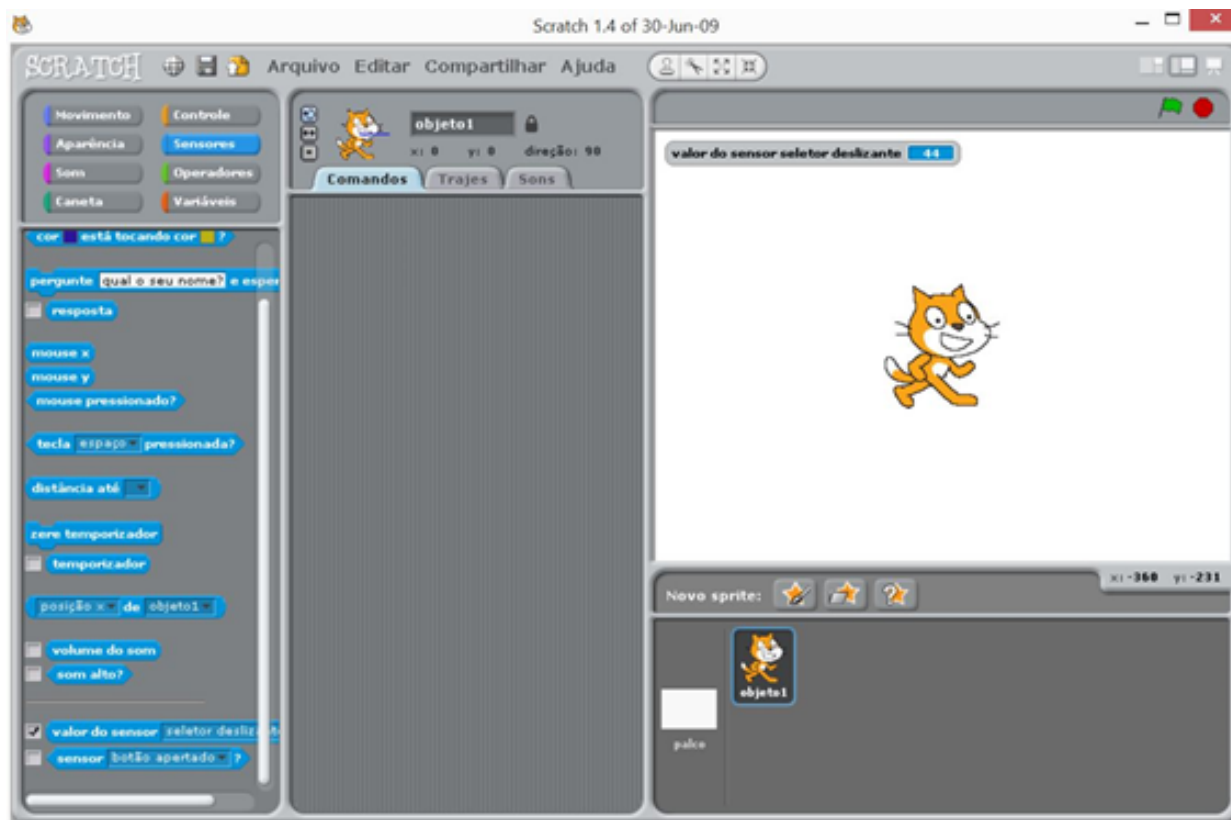 Scratch 1.4 of 30-Jun-09
SCRATCH Arquivo Editar Compartilhar Ajuda
Movimento Controle
Aparência Sensores
Som Operadores
Caneta Variáveis
cor está tocando cor ?
pergunte qual o seu nome? e esper
resposta
mouse x
mouse y
mouse pressionado?
tecla espaço pressionada?
distância até
zere temporizador
temporizador
posição x de objeto1
volume do som
som alto?
valor do sensor seletor deslizante
sensor botão apertado ?
objeto1
x: 0 y: 0 direção: 90
Comandos Trajes Sons
valor do sensor seletor deslizante 44
x: -360 y: -231
Novo sprite:
objeto1
palco